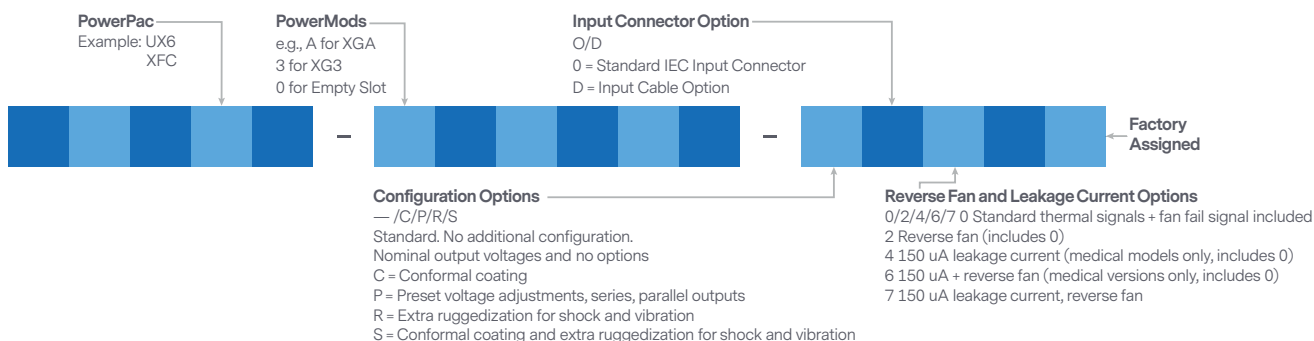 PowerPac
Example: UX6
XFC
PowerMods
e.g., A for XGA
3 for XG3
0 for Empty Slot
Input Connector Option
O/D
0 = Standard IEC Input Connector
D = Input Cable Option
–
–
Factory
Assigned
Configuration Options
— /C/P/R/S
Standard. No additional configuration.
Nominal output voltages and no options
C = Conformal coating
P = Preset voltage adjustments, series, parallel outputs
R = Extra ruggedization for shock and vibration
S = Conformal coating and extra ruggedization for shock and vibration
Reverse Fan and Leakage Current Options
0/2/4/6/7 0 Standard thermal signals + fan fail signal included
2 Reverse fan (includes 0)
4 150 uA leakage current (medical models only, includes 0)
6 150 uA + reverse fan (medical versions only, includes 0)
7 150 uA leakage current, reverse fan